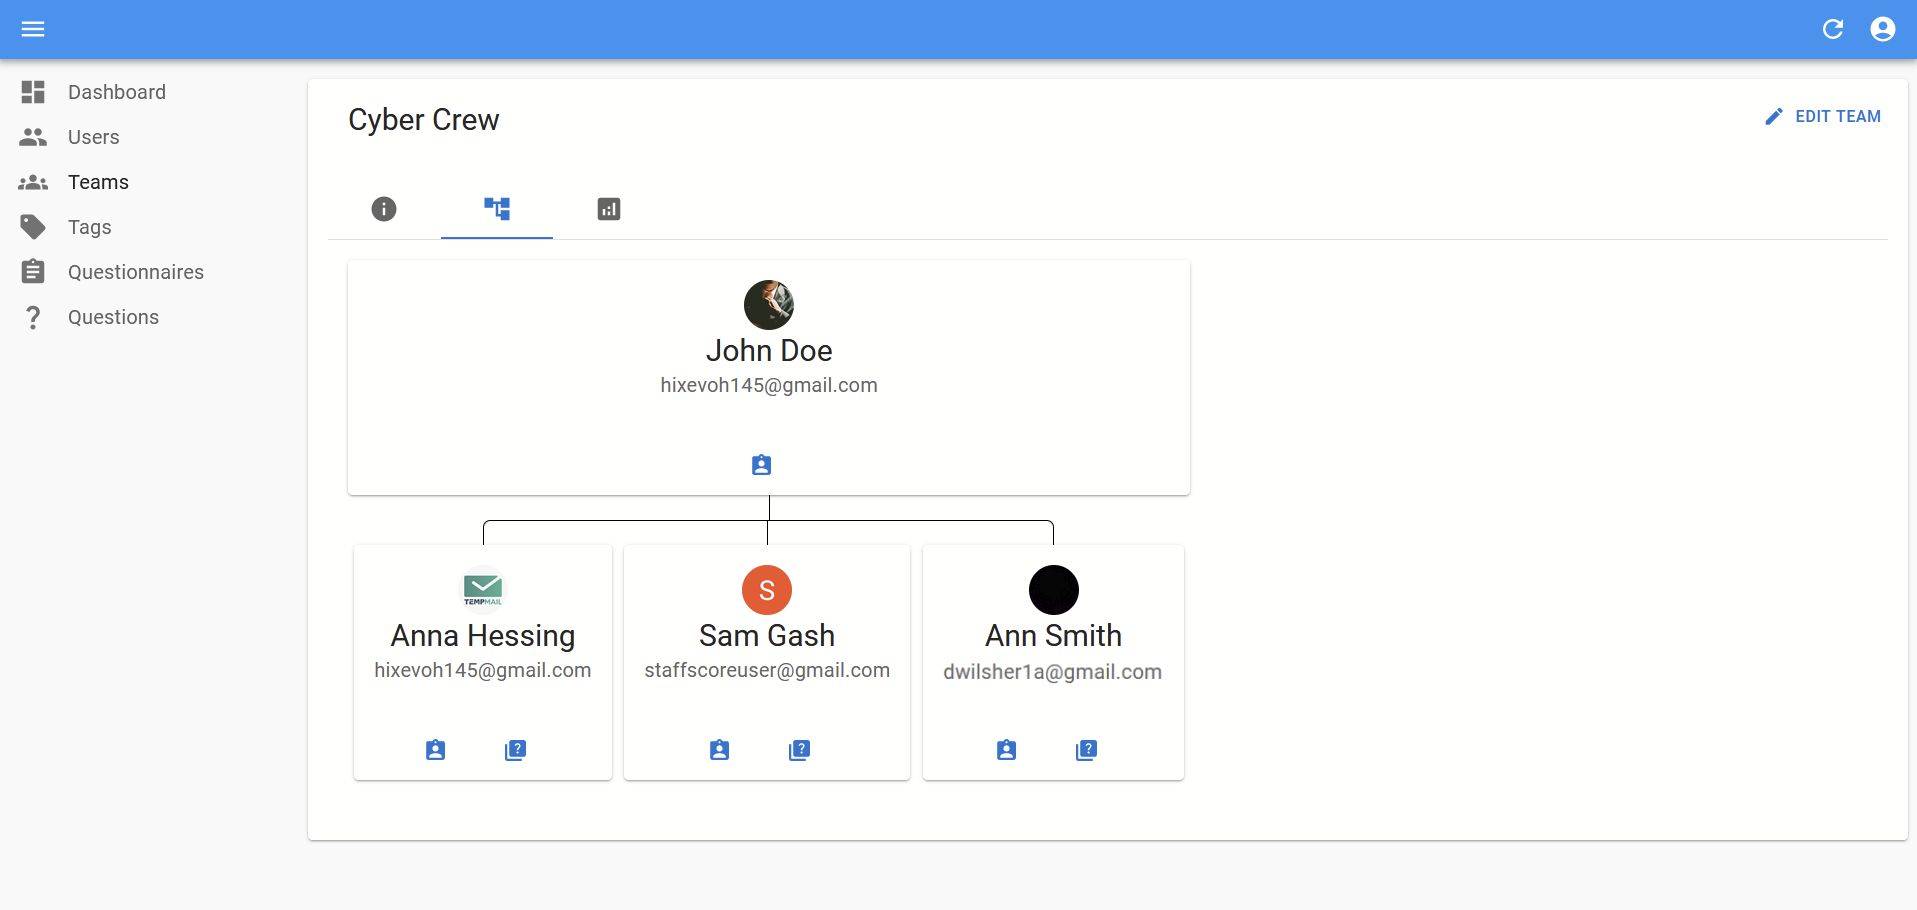 Dashboard
Users
Teams
Tags
Questionnaires
Questions
Cyber Crew
EDIT TEAM
John Doe
hixevoh145@gmail.com
TEMPMAIL
Anna Hessing
hixevoh145@gmail.com
S
Sam Gash
staffscoreuser@gmail.com
Ann Smith
dwilsher1a@gmail.com